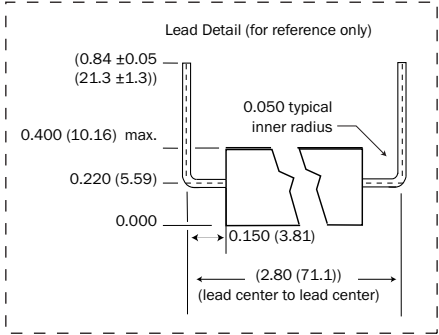 Lead Detail (for reference only)
(0.84 ±0.05
(21.3 ±1.3))
0.050 typical
inner radius
0.400 (10.16) max.
0.220 (5.59)
0.000
0.150 (3.81)
(2.80 (71.1))
(lead center to lead center)